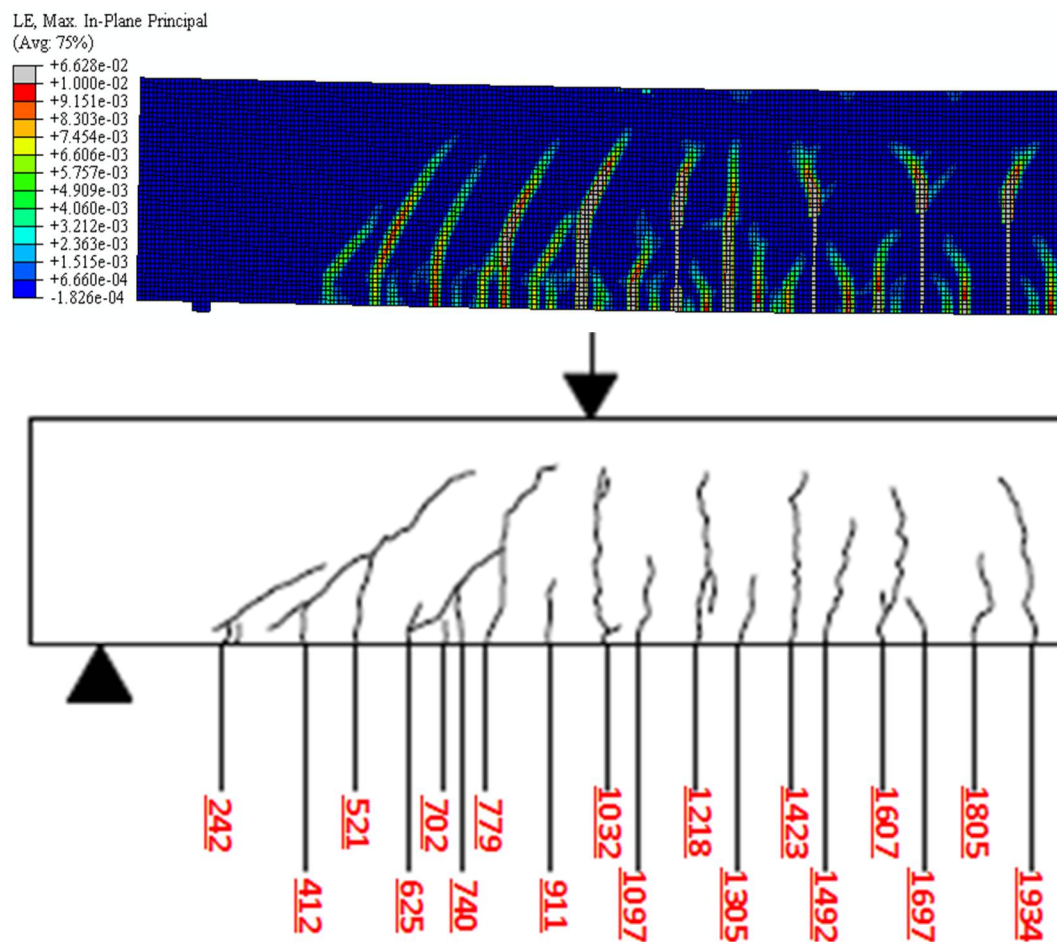 LE, Max. In-Plane Principal
(Avg: 75%)
+6.628e-02
+1.000e-02
+9.151e-03
+8.303e-03
+7.454e-03
+6.606e-03
+5.757e-03
+4.909e-03
+4.060e-03
+3.212e-03
+2.363e-03
+1.515e-03
+6.660e-04
-1.826e-04
242
412
521
625
702
740
779
911
1032
1097
1218
1305
1423
1492
1607
1697
1805
1934